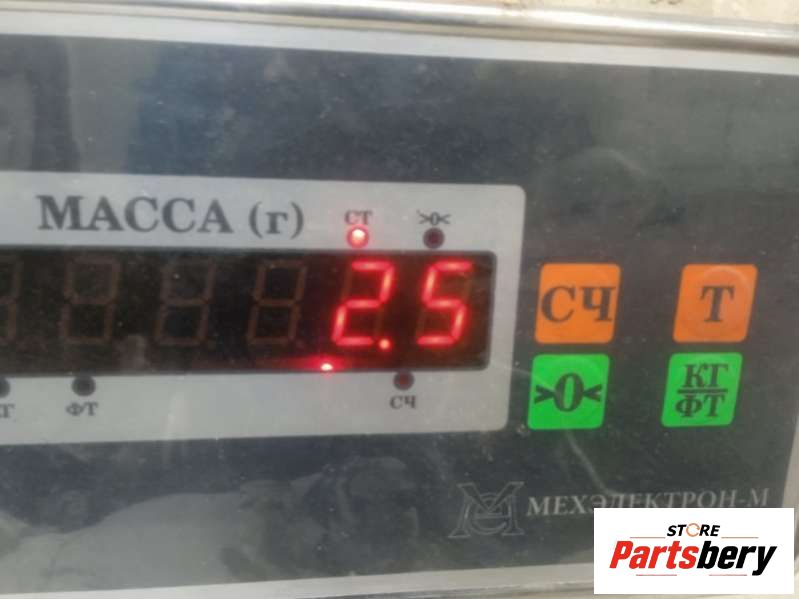 МАССА (г)
СТ
>0<
2.5
ФТ
СЧ
СЧ
Т
>0<
КГ
ФТ
МЕХЭЛЕКТРОН-М
STORE
Partsbery